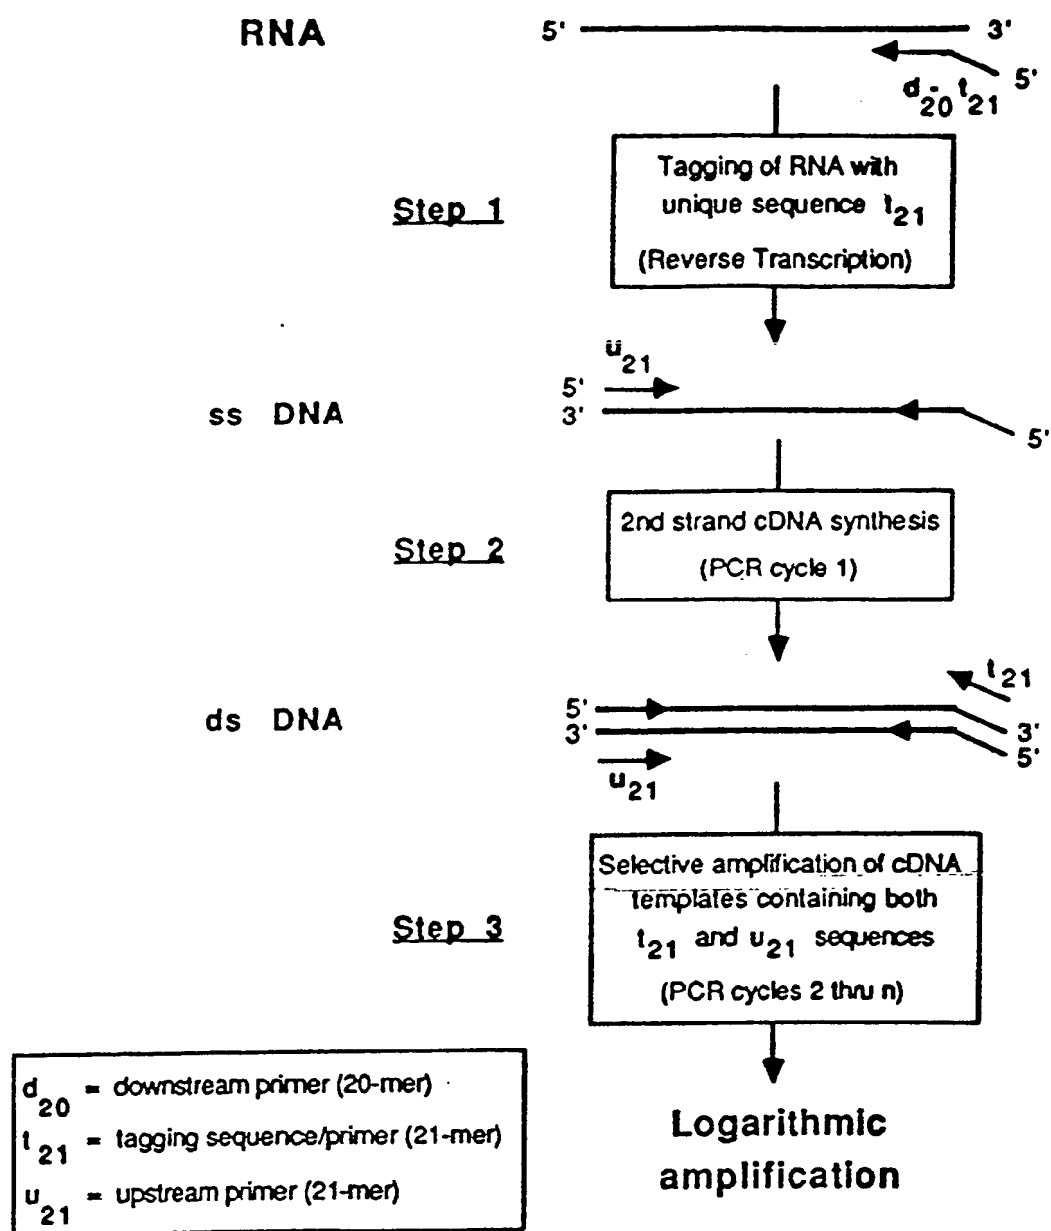 RNA
5' 3'
5'
d20- t21
Tagging of RNA with
unique sequence t21
(Reverse Transcription)
Step 1
u21
5'
3'
ss DNA
5'
2nd strand cDNA synthesis
(PCR cycle 1)
Step 2
t21
ds DNA
5' 3'
3' 5'
u21
Selective amplification of cDNA
templates containing both
t21 and u21 sequences
(PCR cycles 2 thru n)
Step 3
d20 = downstream primer (20-mer)
t21 = tagging sequence/primer (21-mer)
u21 = upstream primer (21-mer)
Logarithmic
amplification